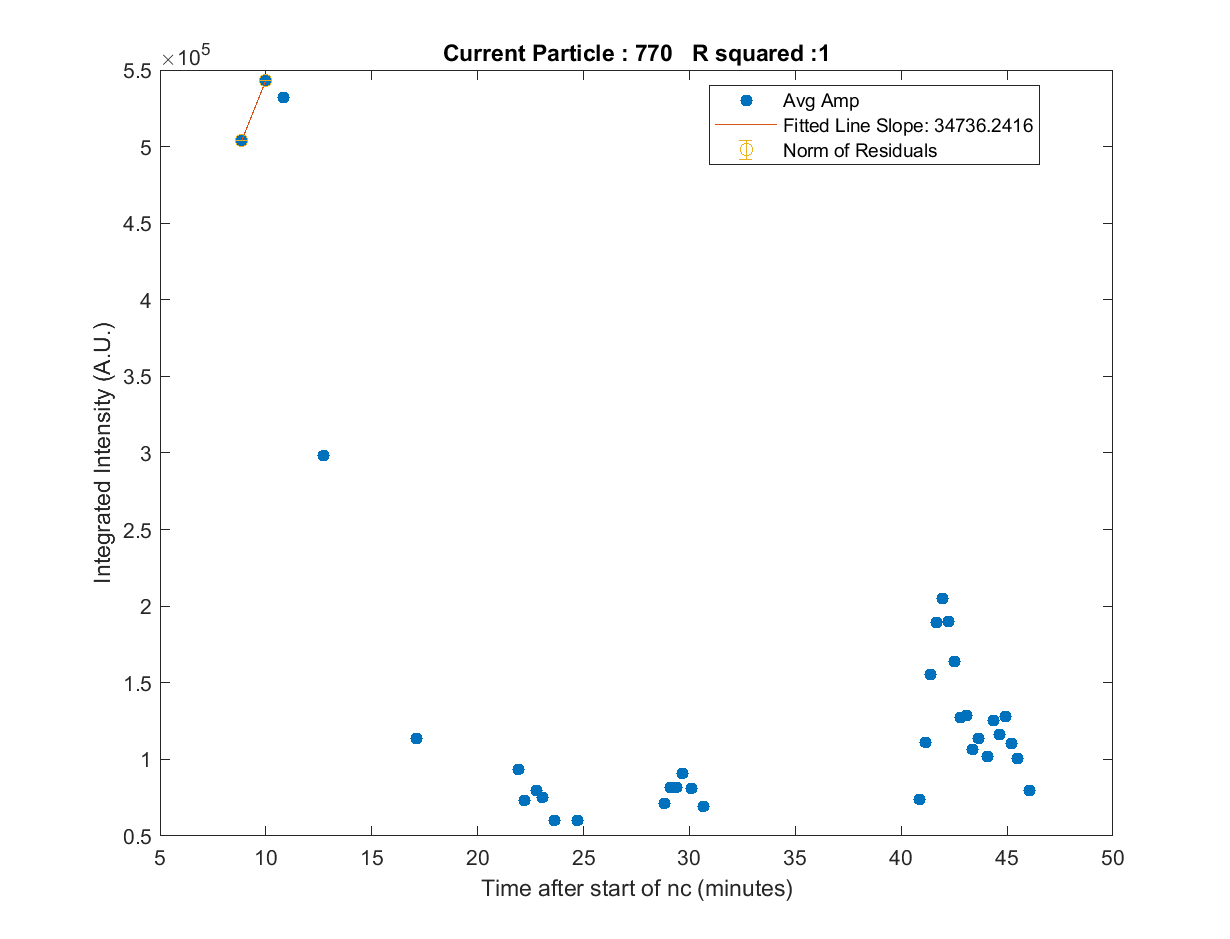 Current Particle : 770 R squared :1
×10^5
5.5
5
4.5
4
3.5
3
2.5
2
1.5
1
0.5
Integrated Intensity (A.U.)
Avg Amp
Fitted Line Slope: 34736.2416
Norm of Residuals
5 10 15 20 25 30 35 40 45 50
Time after start of nc (minutes)